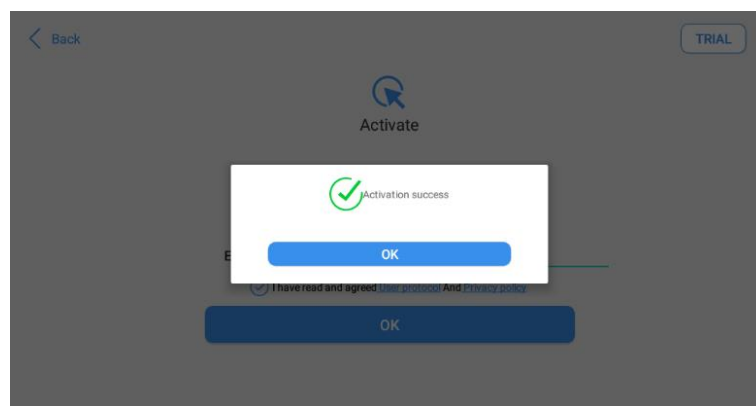 Back
TRIAL
Activate
Activation success
OK
I have read and agreed User protocol And Privacy policy
OK